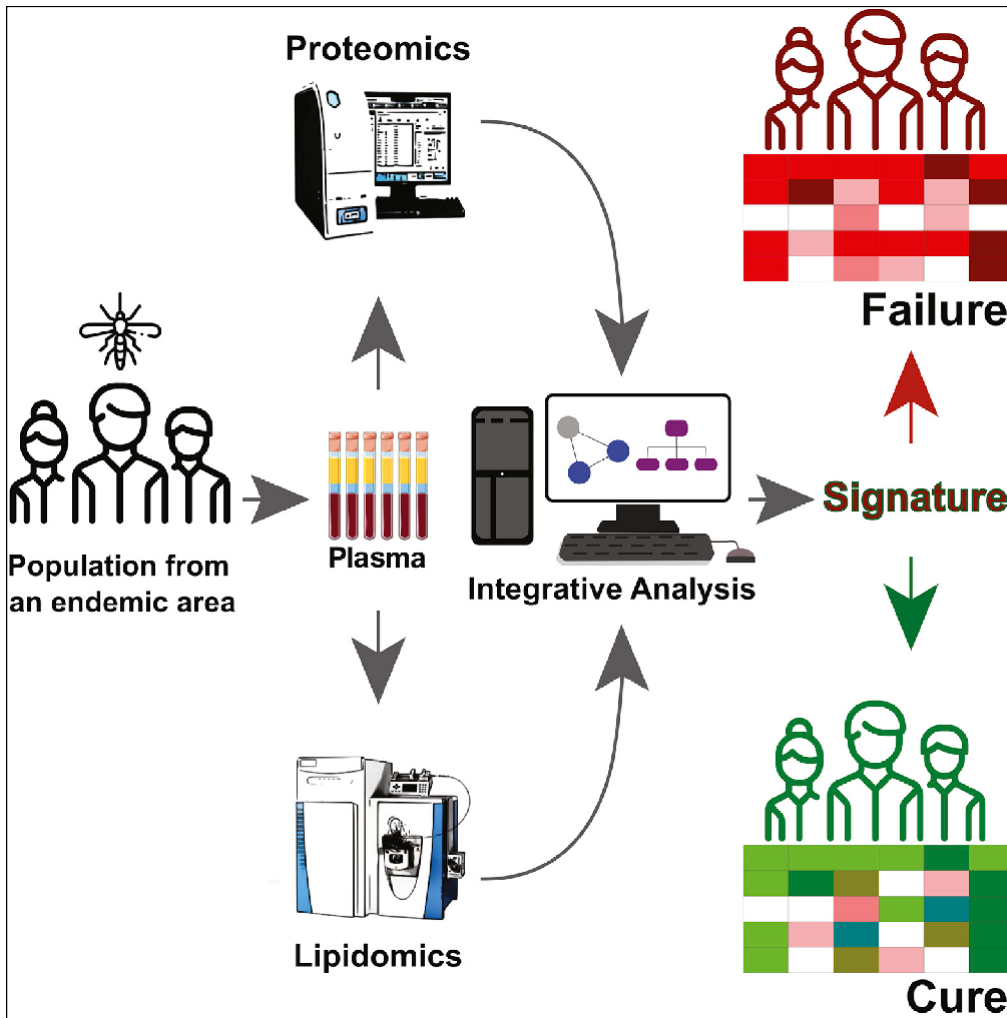 Proteomics
Failure
Population from
an endemic area
Plasma
Integrative Analysis
Signature
Lipidomics
Cure